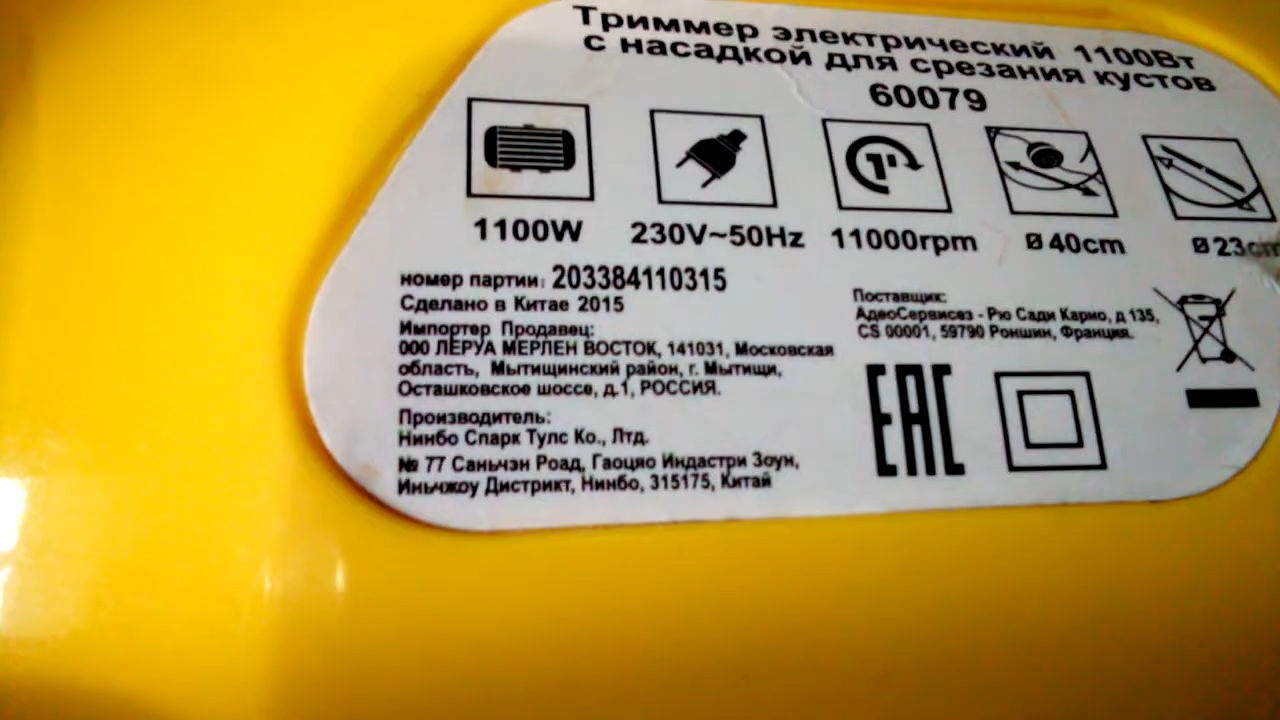 Триммер электрический 1100Вт
с насадкой для срезания кустов
60079
1100W
230V~50Hz
11000rpm
Ø40cm
Ø23cm
номер партии: 203384110315
Сделано в Китае 2015
Импортер Продавец:
ООО ЛЕРУА МЕРЛЕН ВОСТОК, 141031, Московская
область, Мытищинский район, г. Мытищи,
Осташковское шоссе, д.1, РОССИЯ.
Производитель:
Нинбо Спарк Тулс Ко., Лтд.
№ 77 Саньчэн Роад, Гаоцяо Индастри Зоун,
Иньчжоу Дистрикт, Нинбо, 315175, Китай
Поставщик:
АдеоСервисез - Рю Сади Карно, д 135,
CS 00001, 59790 Роншин, Франция.
EAC